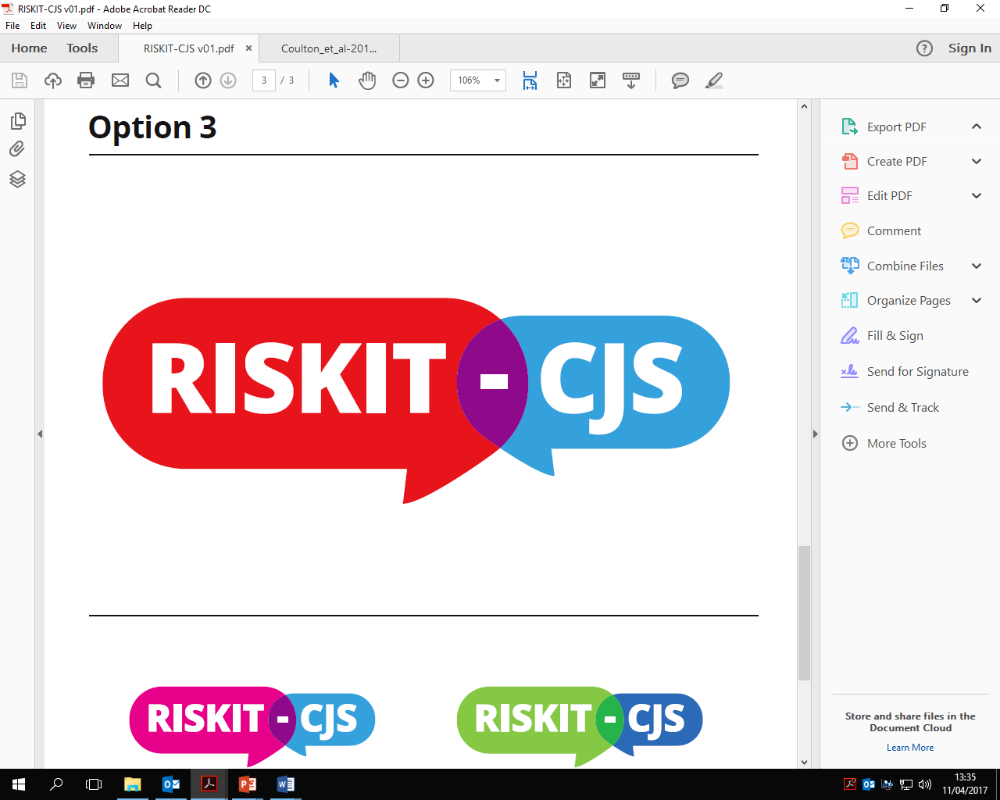 RISKIT-CJS v01.pdf - Adobe Acrobat Reader DC
File Edit View Window Help
Home Tools RISKIT-CJS v01.pdf × Coulton_et_al-201... Sign In
3 / 3 106%
Option 3
RISKIT - CJS
RISKIT - CJS
RISKIT - CJS
Export PDF
Create PDF
Edit PDF
Comment
Combine Files
Organize Pages
Fill & Sign
Send for Signature
Send & Track
More Tools
Store and share files in the
Document Cloud
Learn More
13:35
11/04/2017